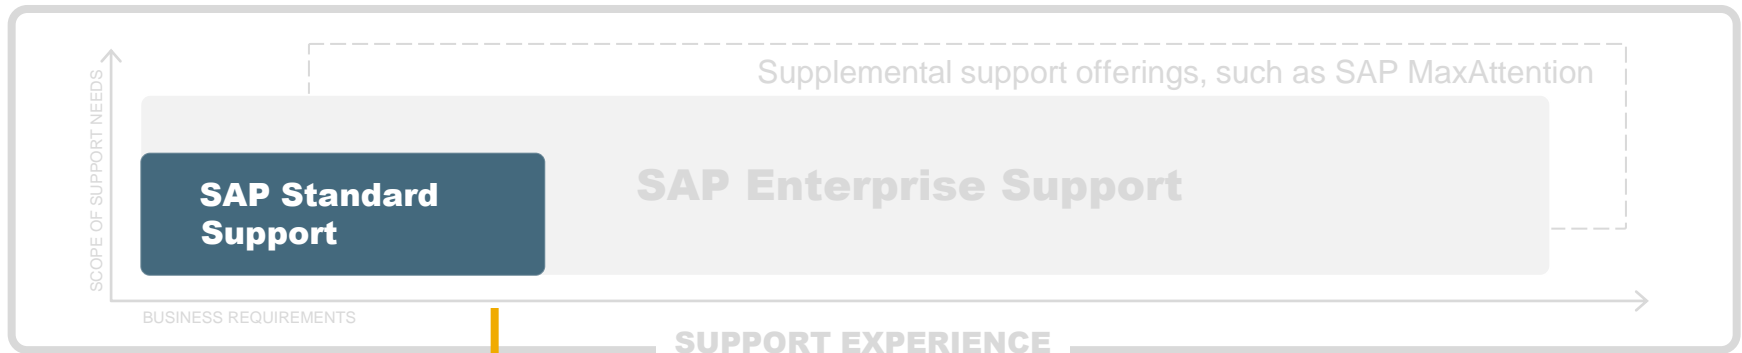 Supplemental support offerings, such as SAP MaxAttention
SCOPE OF SUPPORT NEEDS
SAP Enterprise Support
SAP Standard
Support
BUSINESS REQUIREMENTS
SUPPORT EXPERIENCE